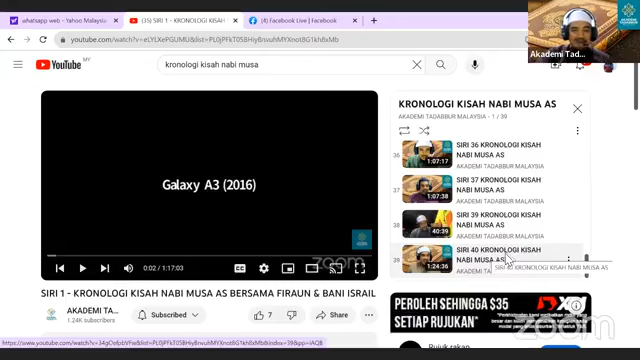 whatsapp web - Yahoo Malaysia
(35) SIRI 1 - KRONOLOGI KISAH
(4) Facebook Live | Facebook
youtube.com/watch?v=eLYLcXPGUMU&list=PL0jPFkT05BHiyBnvuhMYXnot8G1khBxMb
YouTube MY
kronologi kisah nabi musa
Akademi Tad...
Galaxy A3 (2016)
0:02 / 1:17:03
zoom
KRONOLOGI KISAH NABI MUSA AS
AKADEMI TADABBUR MALAYSIA - 1 / 39
36
1:07:17
SIRI 36 KRONOLOGI KISAH
NABI MUSA AS
AKADEMI TADABBUR MALAYSIA
37
1:07:38
SIRI 37 KRONOLOGI KISAH
NABI MUSA AS
AKADEMI TADABBUR MALAYSIA
38
40:39
SIRI 39 KRONOLOGI KISAH
NABI MUSA AS
AKADEMI TADABBUR MALAYSIA
39
1:24:36
SIRI 40 KRONOLOGI KISAH
NABI MUSA AS
SIRI 40 KRONOLOGI KISAH NABI MUSA AS
SIRI 1 - KRONOLOGI KISAH NABI MUSA AS BERSAMA FIRAUN & BANI ISRAIL
AKADEMI TA...
1.24K subscribers
Subscribed
7
Share
PEROLEH SEHINGGA $35
SETIAP RUJUKAN*
Rujuk rakan
zoom